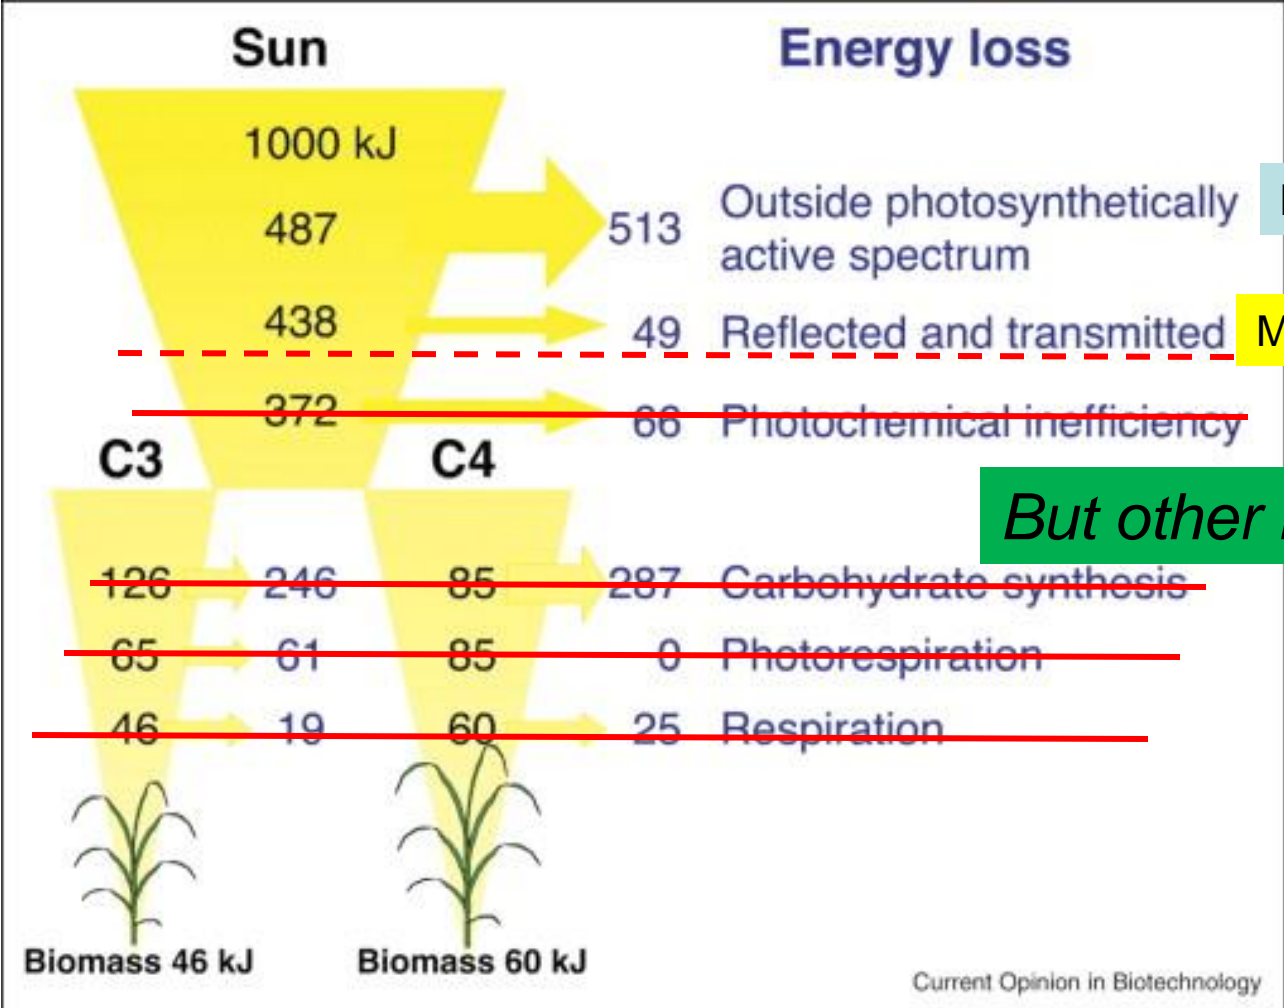 Sun Energy loss
1000 kJ
487 513 Outside photosynthetically
active spectrum
438 49 Reflected and transmitted M
372 66 Photochemical inefficiency
C3 C4
But other
126 246 85 287 Carbohydrate synthesis
65 61 85 0 Photorespiration
46 19 60 25 Respiration
Biomass 46 kJ Biomass 60 kJ
Current Opinion in Biotechnology